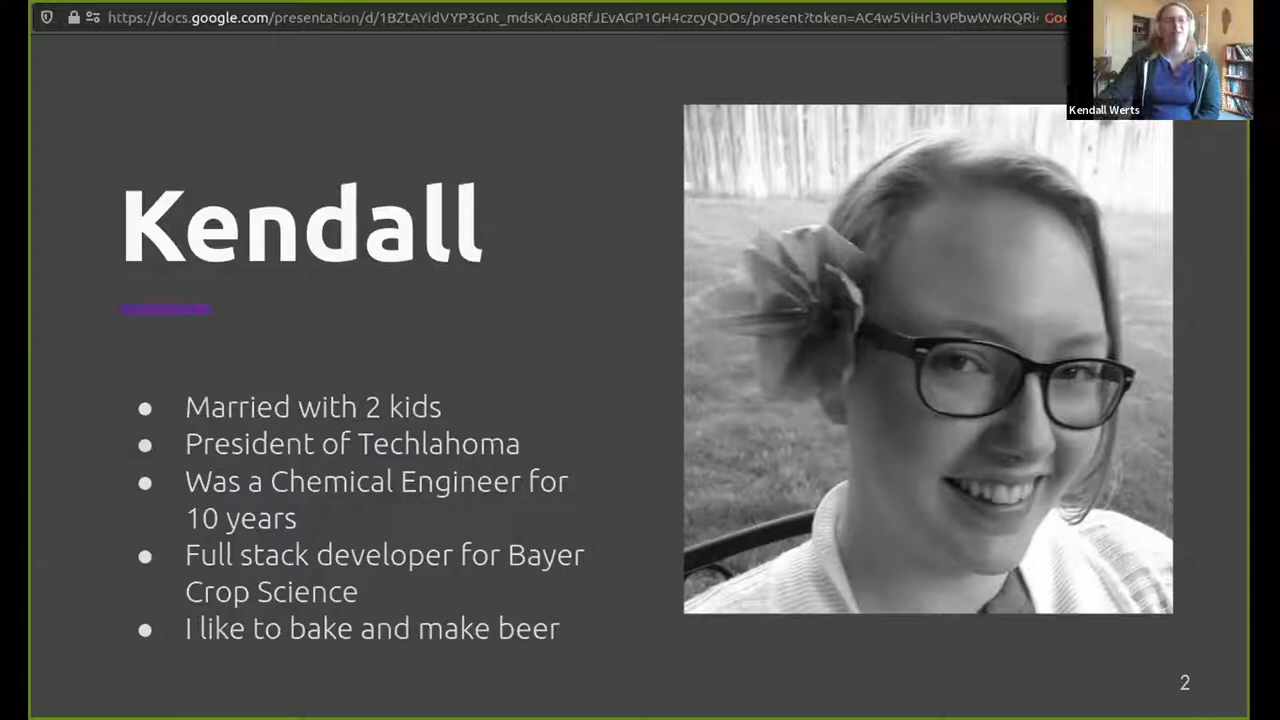 https://docs.google.com/presentation/d/1BZtAYidVYP3Gnt_mdsKAou8RfJEvAGP1GH4czcyQDOs/present?token=AC4w5ViHrl3vPbwWwRQRi
Kendall Werts
Kendall
● Married with 2 kids
● President of Techlahoma
● Was a Chemical Engineer for
10 years
● Full stack developer for Bayer
Crop Science
● I like to bake and make beer
2